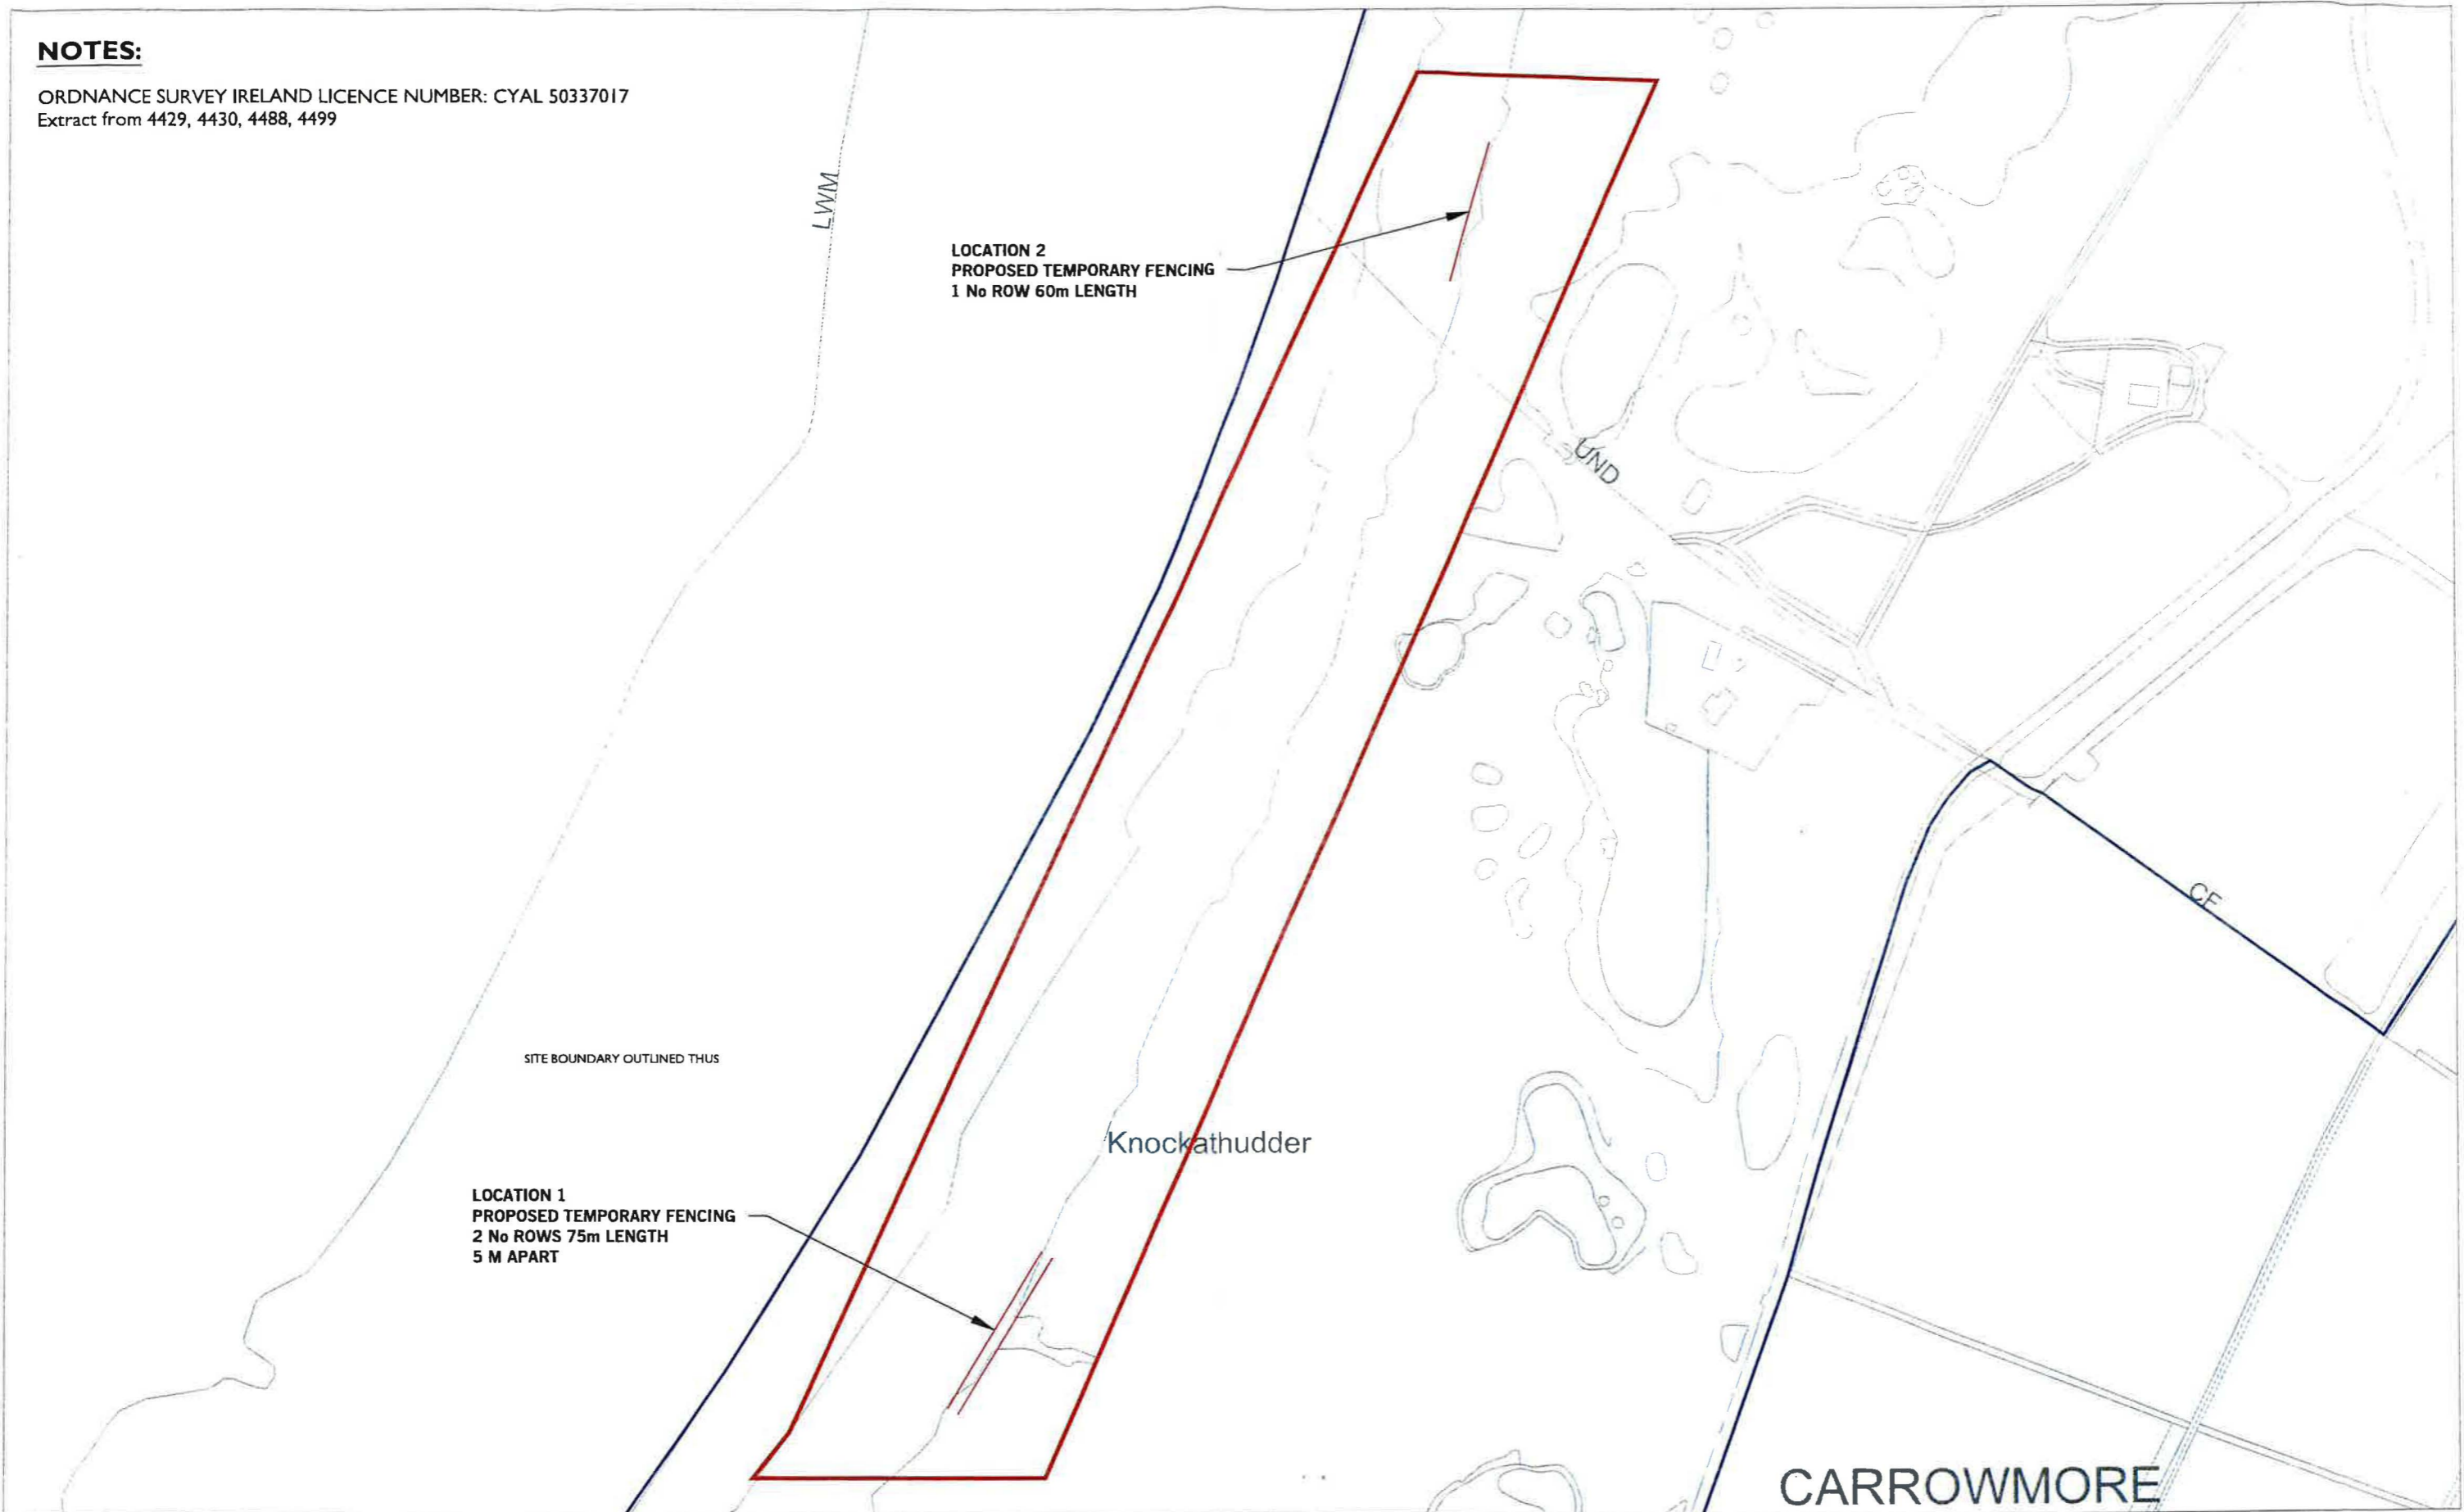 NOTES:
ORDNANCE SURVEY IRELAND LICENCE NUMBER: CYAL 50337017
Extract from 4429, 4430, 4488, 4499
LWM
LOCATION 2
PROPOSED TEMPORARY FENCING
1 No ROW 60m LENGTH
UND
CF
SITE BOUNDARY OUTLINED THUS
Knockathudder
LOCATION 1
PROPOSED TEMPORARY FENCING
2 No ROWS 75m LENGTH
5 M APART
CARROWMORE